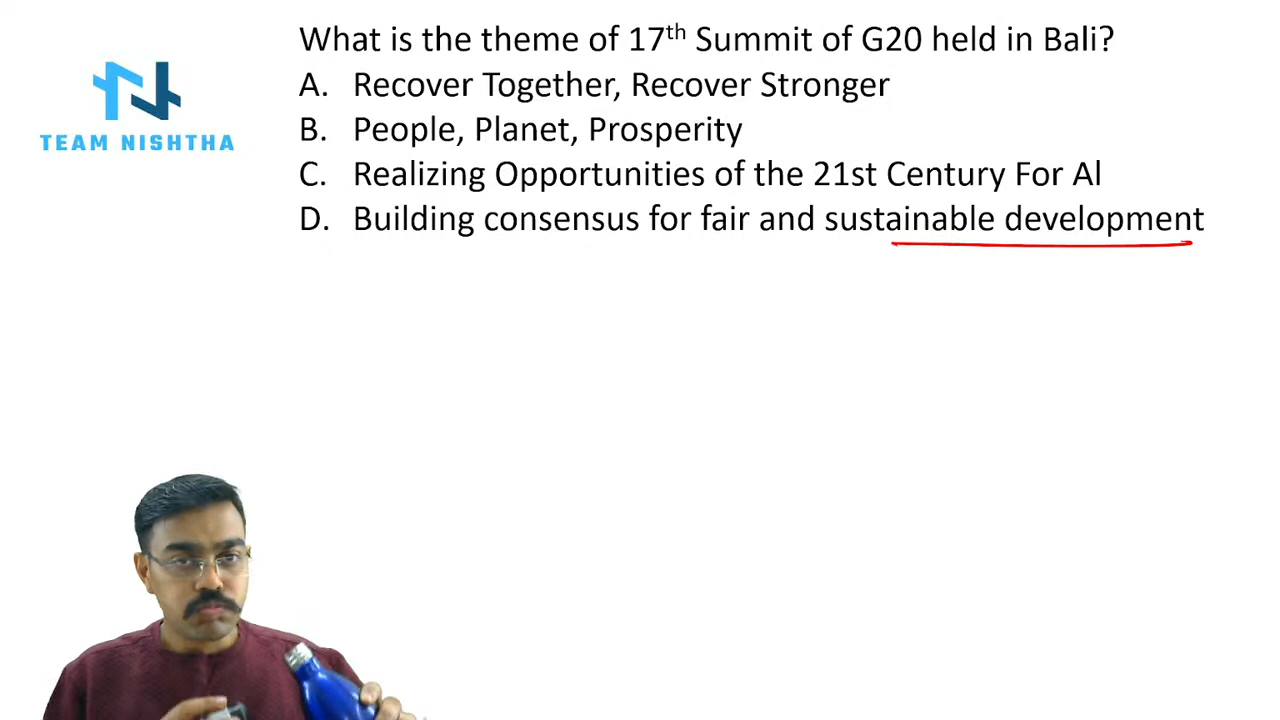 What is the theme of 17th Summit of G20 held in Bali?
A. Recover Together, Recover Stronger
B. People, Planet, Prosperity
C. Realizing Opportunities of the 21st Century For Al
D. Building consensus for fair and sustainable development
TEAM NISHTHA